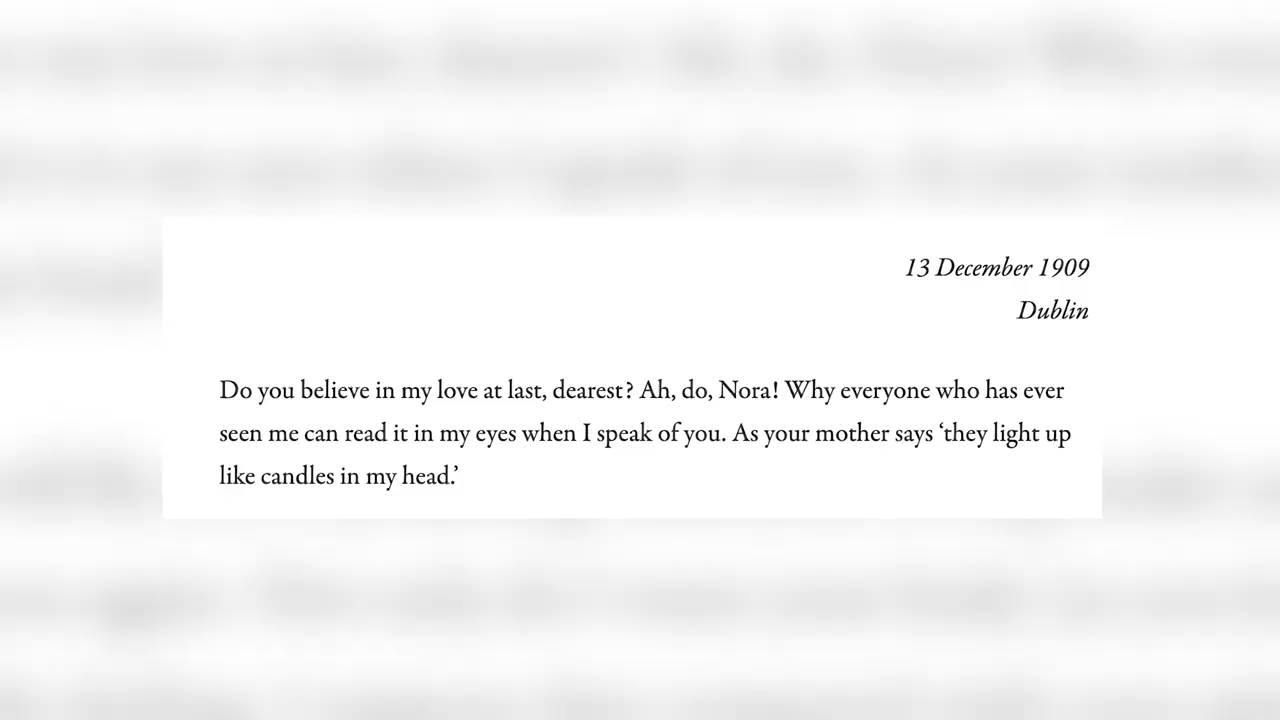 13 December 1909
Dublin
Do you believe in my love at last, dearest? Ah, do, Nora! Why everyone who has ever
seen me can read it in my eyes when I speak of you. As your mother says ‘they light up
like candles in my head.’